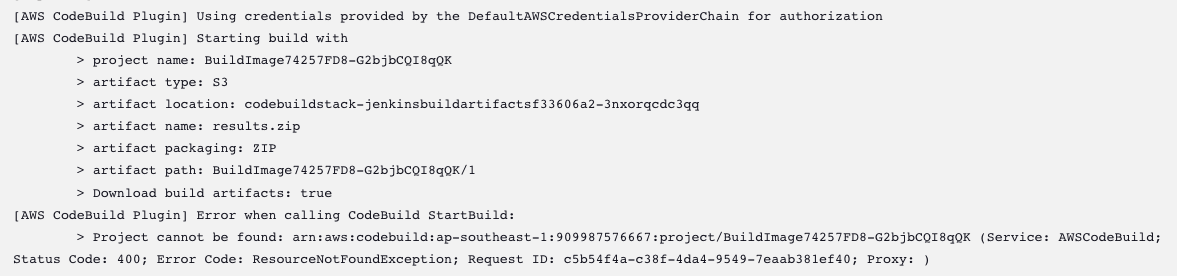 [AWS CodeBuild Plugin] Using credentials provided by the DefaultAWSCredentialsProviderChain for authorization
[AWS CodeBuild Plugin] Starting build with
> project name: BuildImage74257FD8-G2bjbCQI8qQK
> artifact type: S3
> artifact location: codebuildstack-jenkinsbuildartifactsf33606a2-3nxorqcdc3qq
> artifact name: results.zip
> artifact packaging: ZIP
> artifact path: BuildImage74257FD8-G2bjbCQI8qQK/1
> Download build artifacts: true
[AWS CodeBuild Plugin] Error when calling CodeBuild StartBuild:
> Project cannot be found: arn:aws:codebuild:ap-southeast-1:909987576667:project/BuildImage74257FD8-G2bjbCQI8qQK (Service: AWSCodeBuild;
Status Code: 400; Error Code: ResourceNotFoundException; Request ID: c5b54f4a-c38f-4da4-9549-7eaab381ef40; Proxy: )